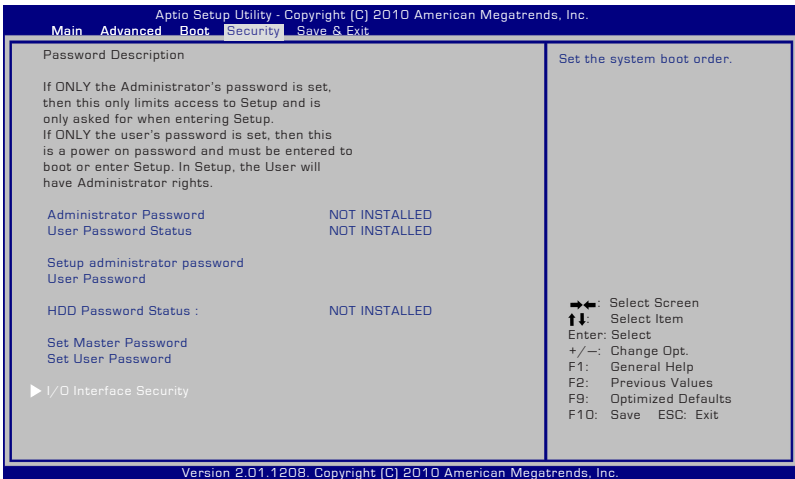 Aptio Setup Utility - Copyright (C) 2010 American Megatrends, Inc.
Main Advanced Boot Security Save & Exit
Password Description
If ONLY the Administrator's password is set,
then this only limits access to Setup and is
only asked for when entering Setup.
If ONLY the user's password is set, then this
is a power on password and must be entered to
boot or enter Setup. In Setup, the User will
have Administrator rights.
Administrator Password NOT INSTALLED
User Password Status NOT INSTALLED
Setup administrator password
User Password
HDD Password Status : NOT INSTALLED
Set Master Password
Set User Password
I/O Interface Security
Set the system boot order.
→←: Select Screen
↑↓: Select Item
Enter: Select
+/—: Change Opt.
F1: General Help
F2: Previous Values
F9: Optimized Defaults
F10: Save ESC: Exit
Version 2.01.1208. Copyright (C) 2010 American Megatrends, Inc.